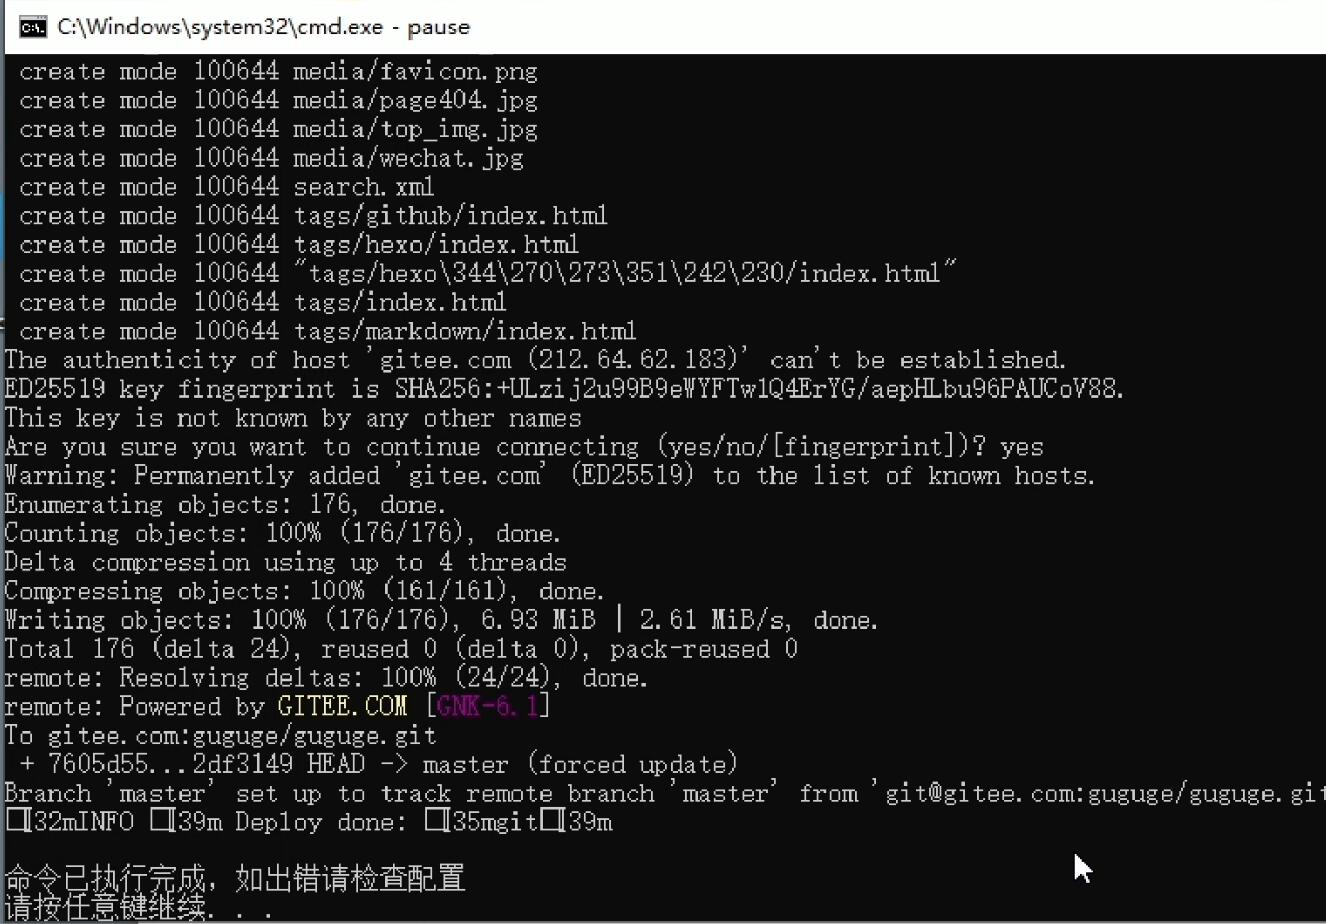 C:\Windows\system32\cmd.exe - pause
create mode 100644 media/favicon.png
create mode 100644 media/page404.jpg
create mode 100644 media/top_img.jpg
create mode 100644 media/wechat.jpg
create mode 100644 search.xml
create mode 100644 tags/github/index.html
create mode 100644 tags/hexo/index.html
create mode 100644 "tags/hexo\344\270\273\351\242\230/index.html"
create mode 100644 tags/index.html
create mode 100644 tags/markdown/index.html
The authenticity of host 'gitee.com (212.64.62.183)' can't be established.
ED25519 key fingerprint is SHA256:+ULzij2u99B9eWYFTw1Q4ErYG/aepHLbu96PAUCoV88.
This key is not known by any other names
Are you sure you want to continue connecting (yes/no/[fingerprint])? yes
Warning: Permanently added 'gitee.com' (ED25519) to the list of known hosts.
Enumerating objects: 176, done.
Counting objects: 100% (176/176), done.
Delta compression using up to 4 threads
Compressing objects: 100% (161/161), done.
Writing objects: 100% (176/176), 6.93 MiB | 2.61 MiB/s, done.
Total 176 (delta 24), reused 0 (delta 0), pack-reused 0
remote: Resolving deltas: 100% (24/24), done.
remote: Powered by GITEE.COM [GNK-6.1]
To gitee.com:guguge/guguge.git
+ 7605d55...2df3149 HEAD -> master (forced update)
Branch 'master' set up to track remote branch 'master' from 'git@gitee.com:guguge/guguge.git
□[32mINFO □[39m Deploy done: □[35mgit□[39m
命令已执行完成，如出错请检查配置
请按任意键继续. . .